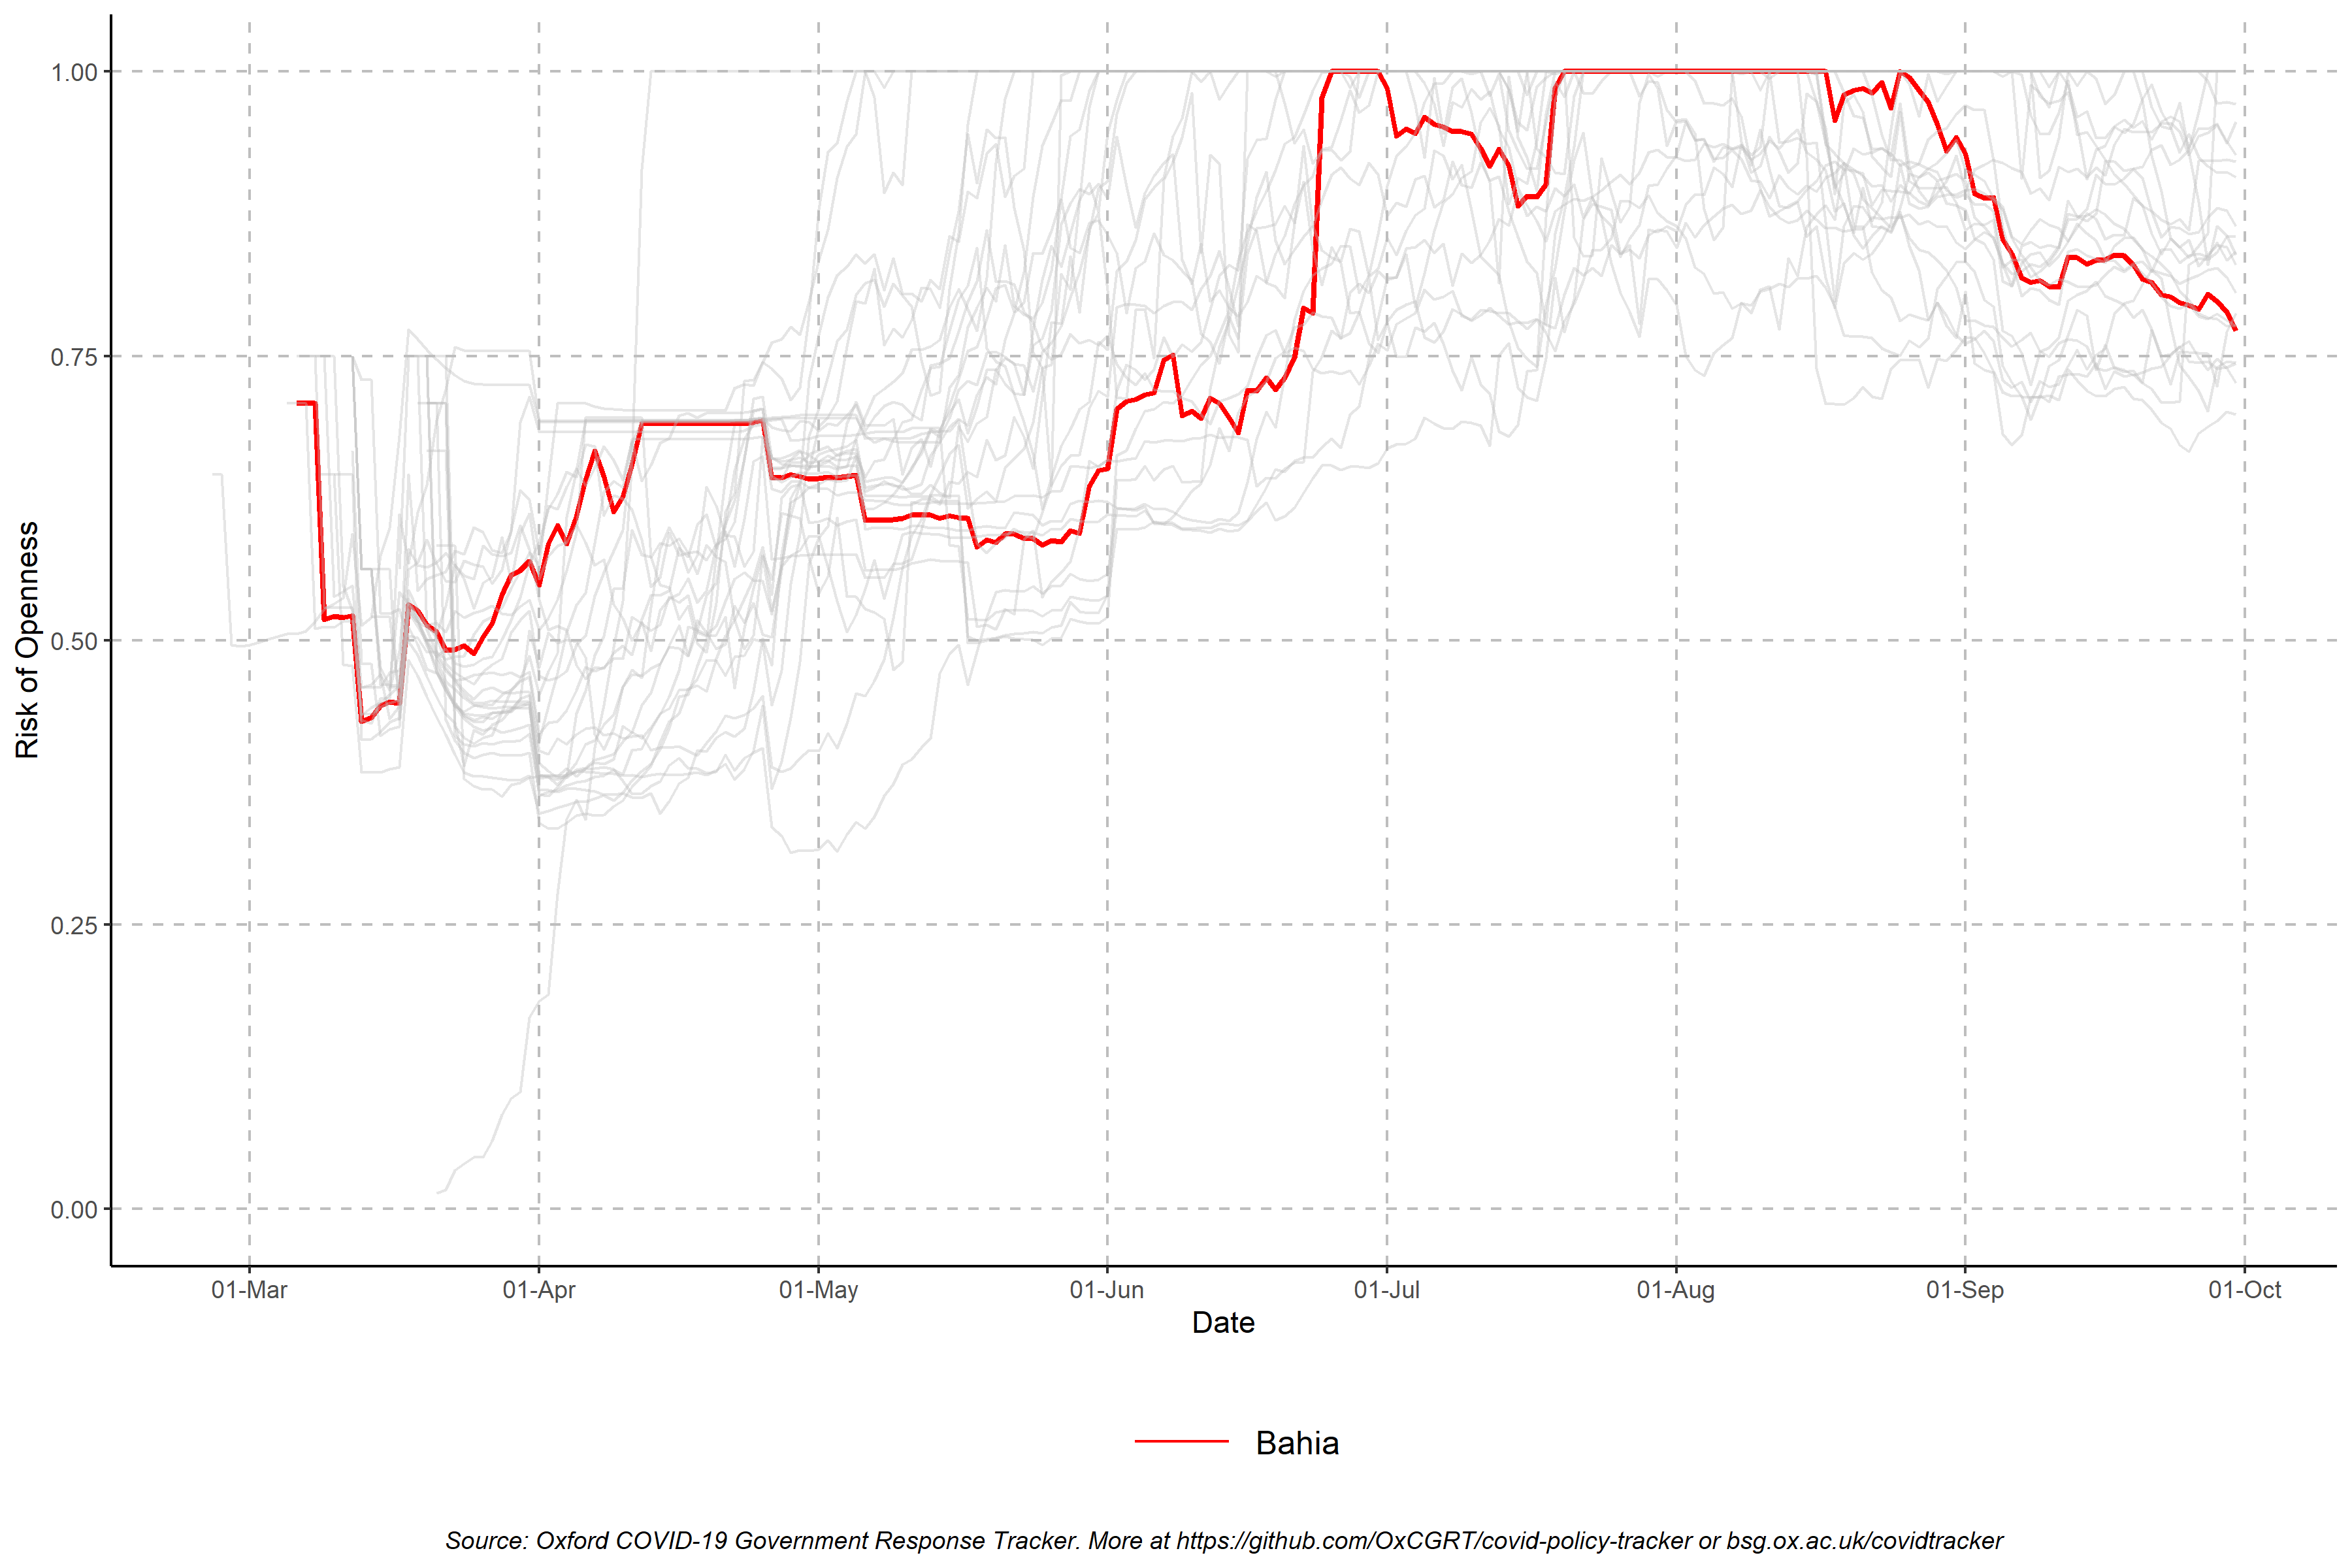 Risk of Openness
1.00
0.75
0.50
0.25
0.00
01-Mar 01-Apr 01-May 01-Jun 01-Jul 01-Aug 01-Sep 01-Oct
Date
Bahia
Source: Oxford COVID-19 Government Response Tracker. More at https://github.com/OxCGRT/covid-policy-tracker or bsg.ox.ac.uk/covidtracker